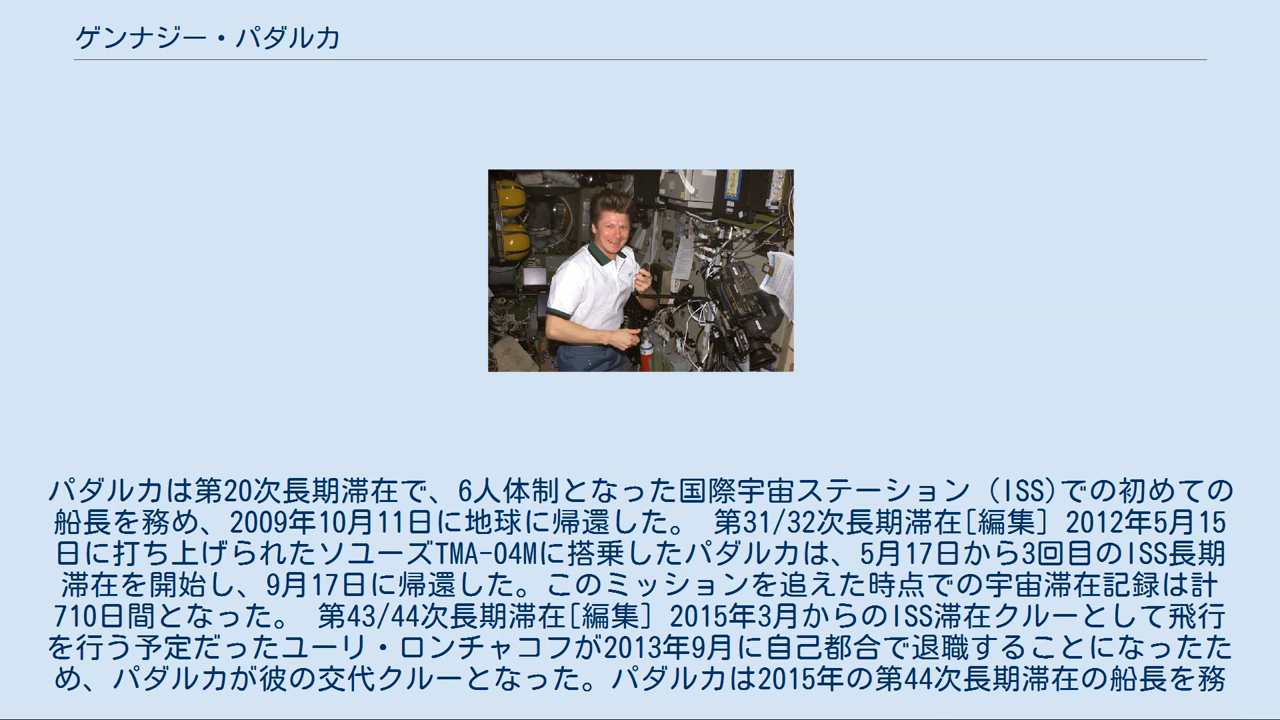 ゲンナジー・パダルカ
パダルカは第20次長期滞在で、6人体制となった国際宇宙ステーション（ISS)での初めての
船長を務め、2009年10月11日に地球に帰還した。 第31/32次長期滞在[編集] 2012年5月15
日に打ち上げられたソユーズTMA-04Mに搭乗したパダルカは、5月17日から3回目のISS長期
滞在を開始し、9月17日に帰還した。このミッションを追えた時点での宇宙滞在記録は計
710日間となった。 第43/44次長期滞在[編集] 2015年3月からのISS滞在クルーとして飛行
を行う予定だったユーリ・ロンチャコフが2013年9月に自己都合で退職することになったた
め、パダルカが彼の交代クルーとなった。パダルカは2015年の第44次長期滞在の船長を務